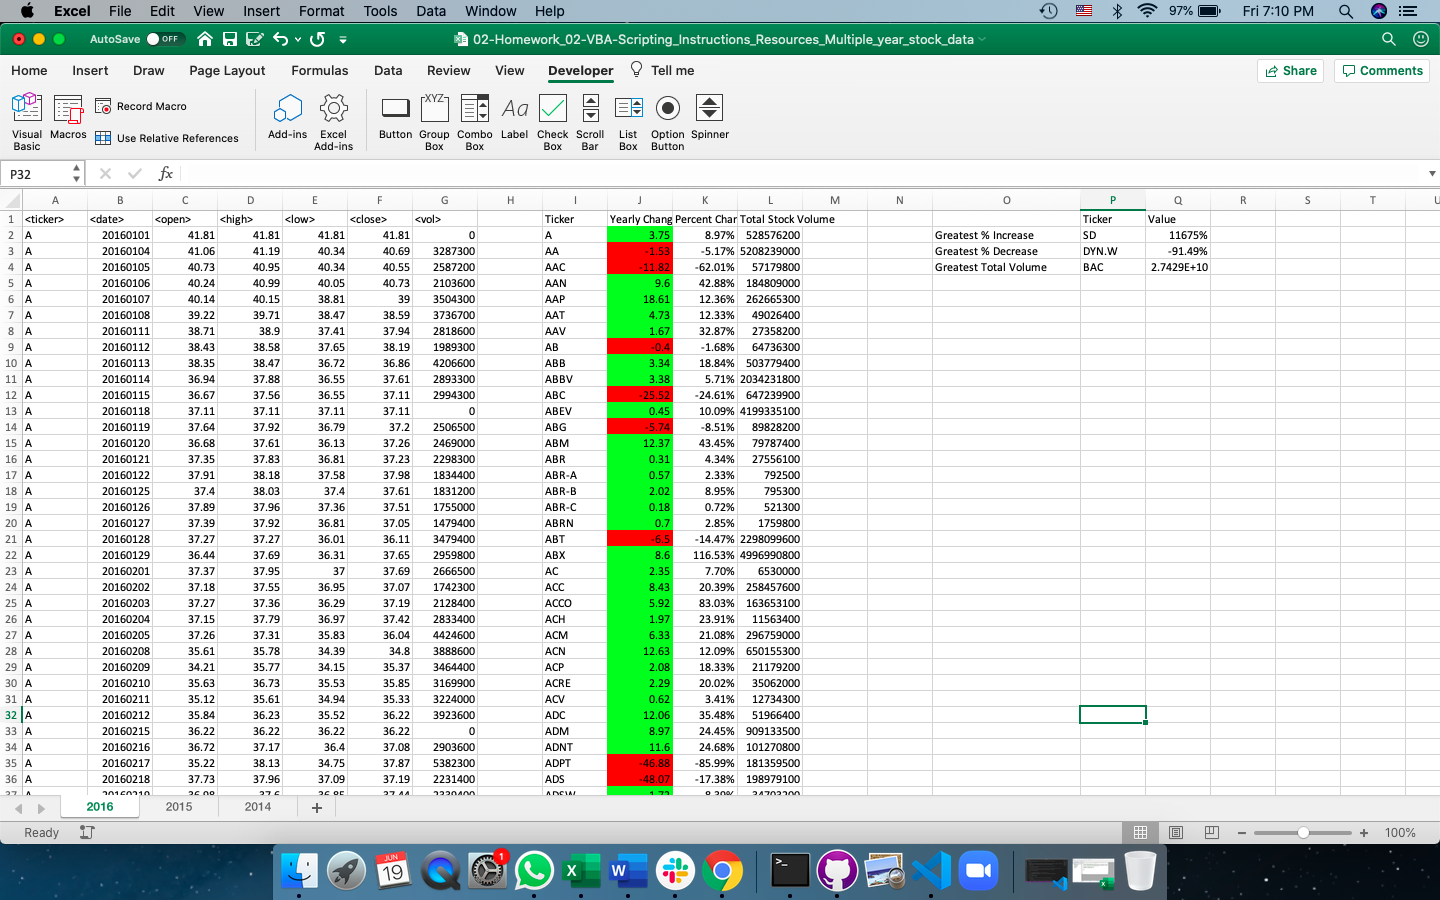 Excel File Edit View Insert Format Tools Data Window Help 97% Fri 7:10 PM
AutoSave OFF 02-Homework_02-VBA-Scripting_Instructions_Resources_Multiple_year_stock_data
Home Insert Draw Page Layout Formulas Data Review View Developer Tell me Share Comments
Visual Basic Macros Record Macro Use Relative References Add-ins Excel Add-ins Button Group Box Combo Box Label Check Box Scroll Bar List Box Option Button Spinner
XYZ Aa
P32 fx
A B C D E F G H I J K L M N O P Q R S T U
1 <ticker> <date> <open> <high> <low> <close> <vol> Ticker Yearly Chang Percent Char Total Stock Volume Ticker Value
2 A 20160101 41.81 41.81 41.81 41.81 0 A 3.75 8.97% 528576200 Greatest % Increase SD 11675%
3 A 20160104 41.06 41.19 40.34 40.69 3287300 AA -1.53 -5.17% 5208239000 Greatest % Decrease DYN.W -91.49%
4 A 20160105 40.73 40.95 40.34 40.55 2587200 AAC -11.82 -62.01% 57179800 Greatest Total Volume BAC 2.7429E+10
5 A 20160106 40.24 40.99 40.05 40.73 2103600 AAN 9.6 42.88% 184809000
6 A 20160107 40.14 40.15 38.81 39 3504300 AAP 18.61 12.36% 262665300
7 A 20160108 39.22 39.71 38.47 38.59 3736700 AAT 4.73 12.33% 49026400
8 A 20160111 38.71 38.9 37.41 37.94 2818600 AAV 1.67 32.87% 27358200
9 A 20160112 38.43 38.58 37.65 38.19 1989300 AB -0.4 -1.68% 64736300
10 A 20160113 38.35 38.47 36.72 36.86 4206600 ABB 3.34 18.84% 503779400
11 A 20160114 36.94 37.88 36.55 37.61 2893300 ABBV 3.38 5.71% 2034231800
12 A 20160115 36.67 37.56 36.55 37.11 2994300 ABC -25.52 -24.61% 647239900
13 A 20160118 37.11 37.11 37.11 37.11 0 ABEV 0.45 10.09% 4199335100
14 A 20160119 37.64 37.92 36.79 37.2 2506500 ABG -5.74 -8.51% 89828200
15 A 20160120 36.68 37.61 36.13 37.26 2469000 ABM 12.37 43.45% 79787400
16 A 20160121 37.35 37.83 36.81 37.23 2298300 ABR 0.31 4.34% 27556100
17 A 20160122 37.91 38.18 37.58 37.98 1834400 ABR-A 0.57 2.33% 792500
18 A 20160125 37.4 38.03 37.4 37.61 1831200 ABR-B 2.02 8.95% 795300
19 A 20160126 37.89 37.96 37.36 37.51 1755000 ABR-C 0.18 0.72% 521300
20 A 20160127 37.39 37.92 36.81 37.05 1479400 ABRN 0.7 2.85% 1759800
21 A 20160128 37.27 37.27 36.01 36.11 3479400 ABT -6.5 -14.47% 2298099600
22 A 20160129 36.44 37.69 36.31 37.65 2959800 ABX 8.6 116.53% 4996990800
23 A 20160201 37.37 37.95 37 37.69 2666500 AC 2.35 7.70% 6530000
24 A 20160202 37.18 37.55 36.95 37.07 1742300 ACC 8.43 20.39% 258457600
25 A 20160203 37.27 37.36 36.29 37.19 2128400 ACCO 5.92 83.03% 163653100
26 A 20160204 37.15 37.79 36.97 37.42 2833400 ACH 1.97 23.91% 11563400
27 A 20160205 37.26 37.31 35.83 36.04 4424600 ACM 6.33 21.08% 296759000
28 A 20160208 35.61 35.78 34.39 34.8 3888600 ACN 12.63 12.09% 650155300
29 A 20160209 34.21 35.77 34.15 35.37 3464400 ACP 2.08 18.33% 21179200
30 A 20160210 35.63 36.73 35.53 35.85 3169900 ACRE 2.29 20.02% 35062000
31 A 20160211 35.12 35.61 34.94 35.33 3224000 ACV 0.62 3.41% 12734300
32 A 20160212 35.84 36.23 35.52 36.22 3923600 ADC 12.06 35.48% 51966400
33 A 20160215 36.22 36.22 36.22 36.22 0 ADM 8.97 24.45% 909133500
34 A 20160216 36.72 37.17 36.4 37.08 2903600 ADNT 11.6 24.68% 101270800
35 A 20160217 35.22 38.13 34.75 37.87 5382300 ADPT -46.88 -85.99% 181359500
36 A 20160218 37.73 37.96 37.09 37.19 2231400 ADS -48.07 -17.38% 198979100
2016 2015 2014
Ready 100%
JUN 19 1